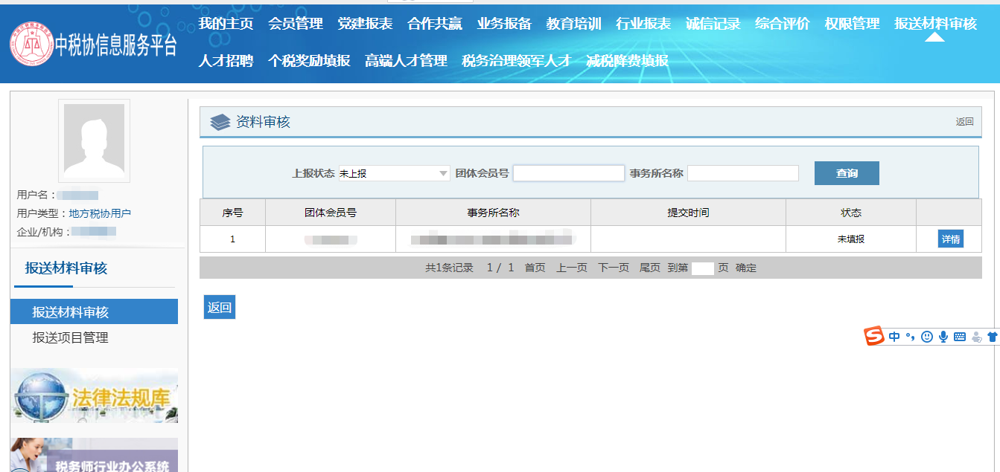 中税协信息服务平台
我的主页 会员管理 党建报表 合作共赢 业务报备 教育培训 行业报表 诚信记录 综合评价 权限管理 报送材料审核
人才招聘 个税奖励填报 高端人才管理 税务治理领军人才 减税降费填报
用户名：
用户类型：地方税协用户
企业/机构：
报送材料审核
报送材料审核
报送项目管理
法律法规库
税务师行业办公系统
资料审核 返回
上报状态 未上报 团体会员号 事务所名称 查询
序号 团体会员号 事务所名称 提交时间 状态
1 未填报 详情
共1条记录 1 / 1 首页 上一页 下一页 尾页 到第 页 确定
返回
中